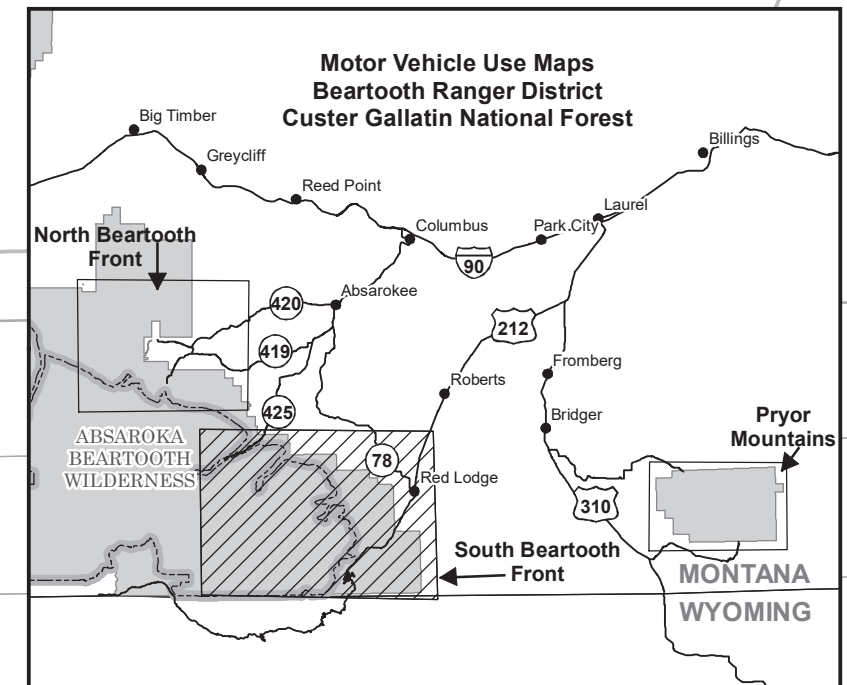 Motor Vehicle Use Maps
Beartooth Ranger District
Custer Gallatin National Forest
Big Timber
Greycliff
Billings
Reed Point
Laurel
Columbus
Park City
North Beartooth
Front
90
Absarokee
420
212
419
Fromberg
Roberts
425
Bridger
Pryor
Mountains
ABSAROKA
BEARTOOTH
WILDERNESS
78
Red Lodge
310
South Beartooth
Front
MONTANA
WYOMING